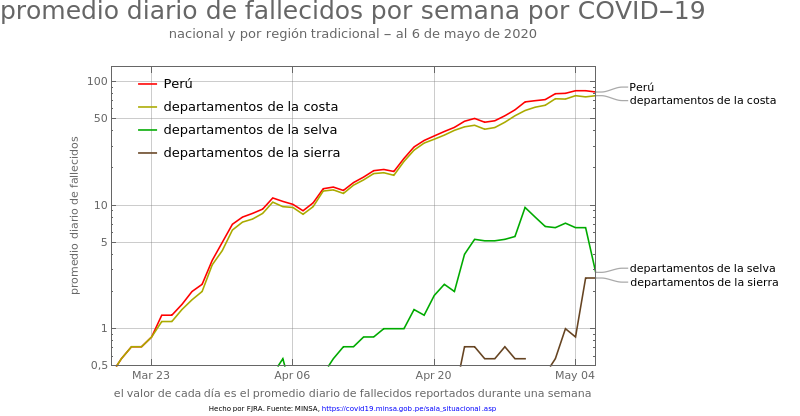 promedio diario de fallecidos por semana por COVID−19
nacional y por región tradicional − al 6 de mayo de 2020
promedio diario de fallecidos
100
50
10
5
1
0,5
Perú
departamentos de la costa
departamentos de la selva
departamentos de la sierra
Perú
departamentos de la costa
departamentos de la selva
departamentos de la sierra
Mar 23
Apr 06
Apr 20
May 04
el valor de cada día es el promedio diario de fallecidos reportados durante una semana
Hecho por FJRA. Fuente: MINSA, https://covid19.minsa.gob.pe/sala_situacional.asp